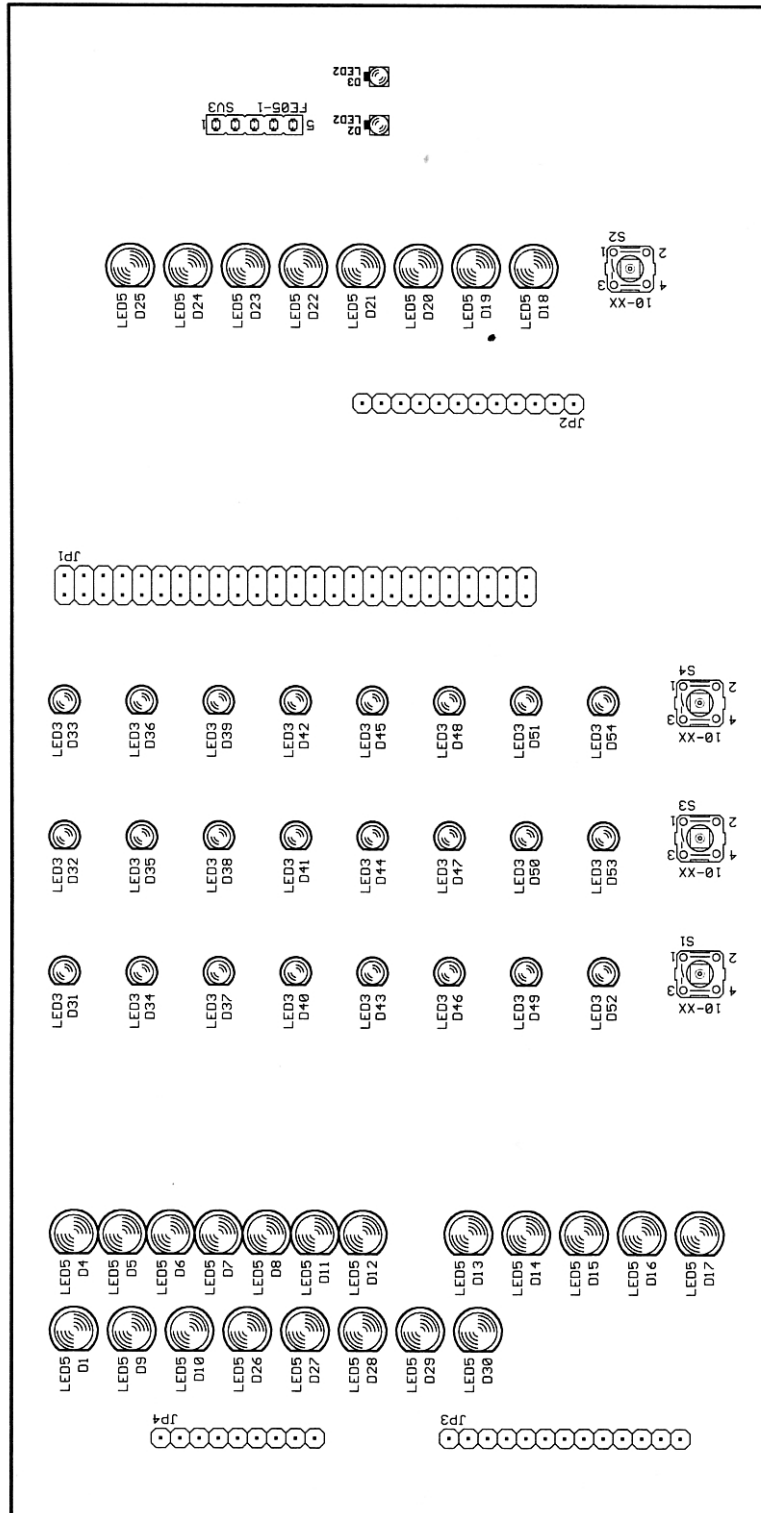 D3
LED2
SV3 FE05-1
1 5
D2
LED2
S2
1 2
3 4
10-XX
LED5 LED5 LED5 LED5 LED5 LED5 LED5 LED5
D25 D24 D23 D22 D21 D20 D19 D18
JP2
JP1
S4
1 2
3 4
10-XX
LED3 LED3 LED3 LED3 LED3 LED3 LED3 LED3
D33 D36 D39 D42 D45 D48 D51 D54
S3
1 2
3 4
10-XX
LED3 LED3 LED3 LED3 LED3 LED3 LED3 LED3
D32 D35 D38 D41 D44 D47 D50 D53
S1
1 2
3 4
10-XX
LED3 LED3 LED3 LED3 LED3 LED3 LED3 LED3
D31 D34 D37 D40 D43 D46 D49 D52
LED5 LED5 LED5 LED5 LED5 LED5 LED5 LED5 LED5 LED5 LED5 LED5
D4 D5 D6 D7 D8 D11 D12 D13 D14 D15 D16 D17
LED5 LED5 LED5 LED5 LED5 LED5 LED5 LED5
D1 D9 D10 D26 D27 D28 D29 D30
JP4 JP3